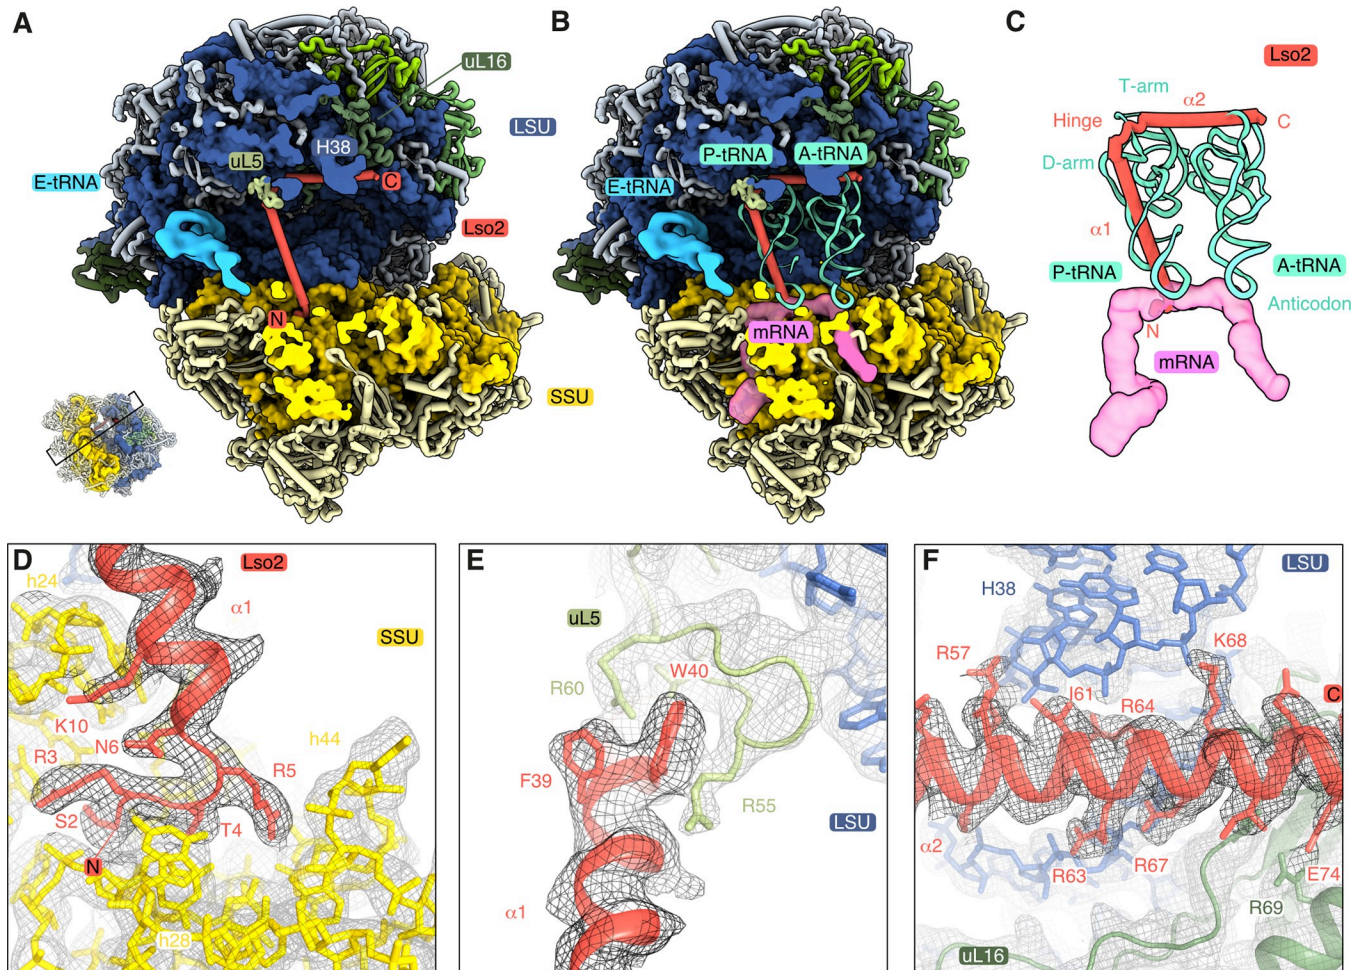 A
uL16
LSU
H38
uL5
E-tRNA
C
Lso2
N
SSU
B
P-tRNA
A-tRNA
E-tRNA
mRNA
C
Lso2
T-arm
α2
Hinge
C
D-arm
α1
P-tRNA
A-tRNA
Anticodon
N
mRNA
D
Lso2
h24
α1
SSU
K10
N6
h44
R3
R5
S2
T4
N
h28
E
uL5
W40
R60
F39
R55
LSU
α1
F
LSU
H38
R57
K68
I61
R64
C
α2
R63
R67
E74
R69
uL16